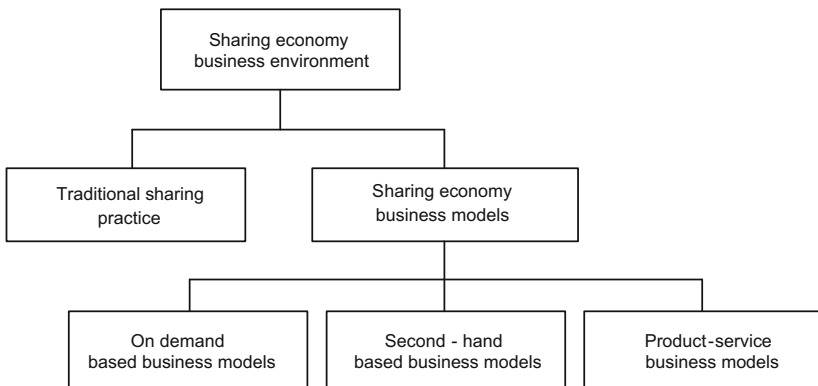 Sharing economy
business environment
Traditional sharing
practice
Sharing economy
business models
On demand
based business models
Second - hand
based business models
Product-service
business models